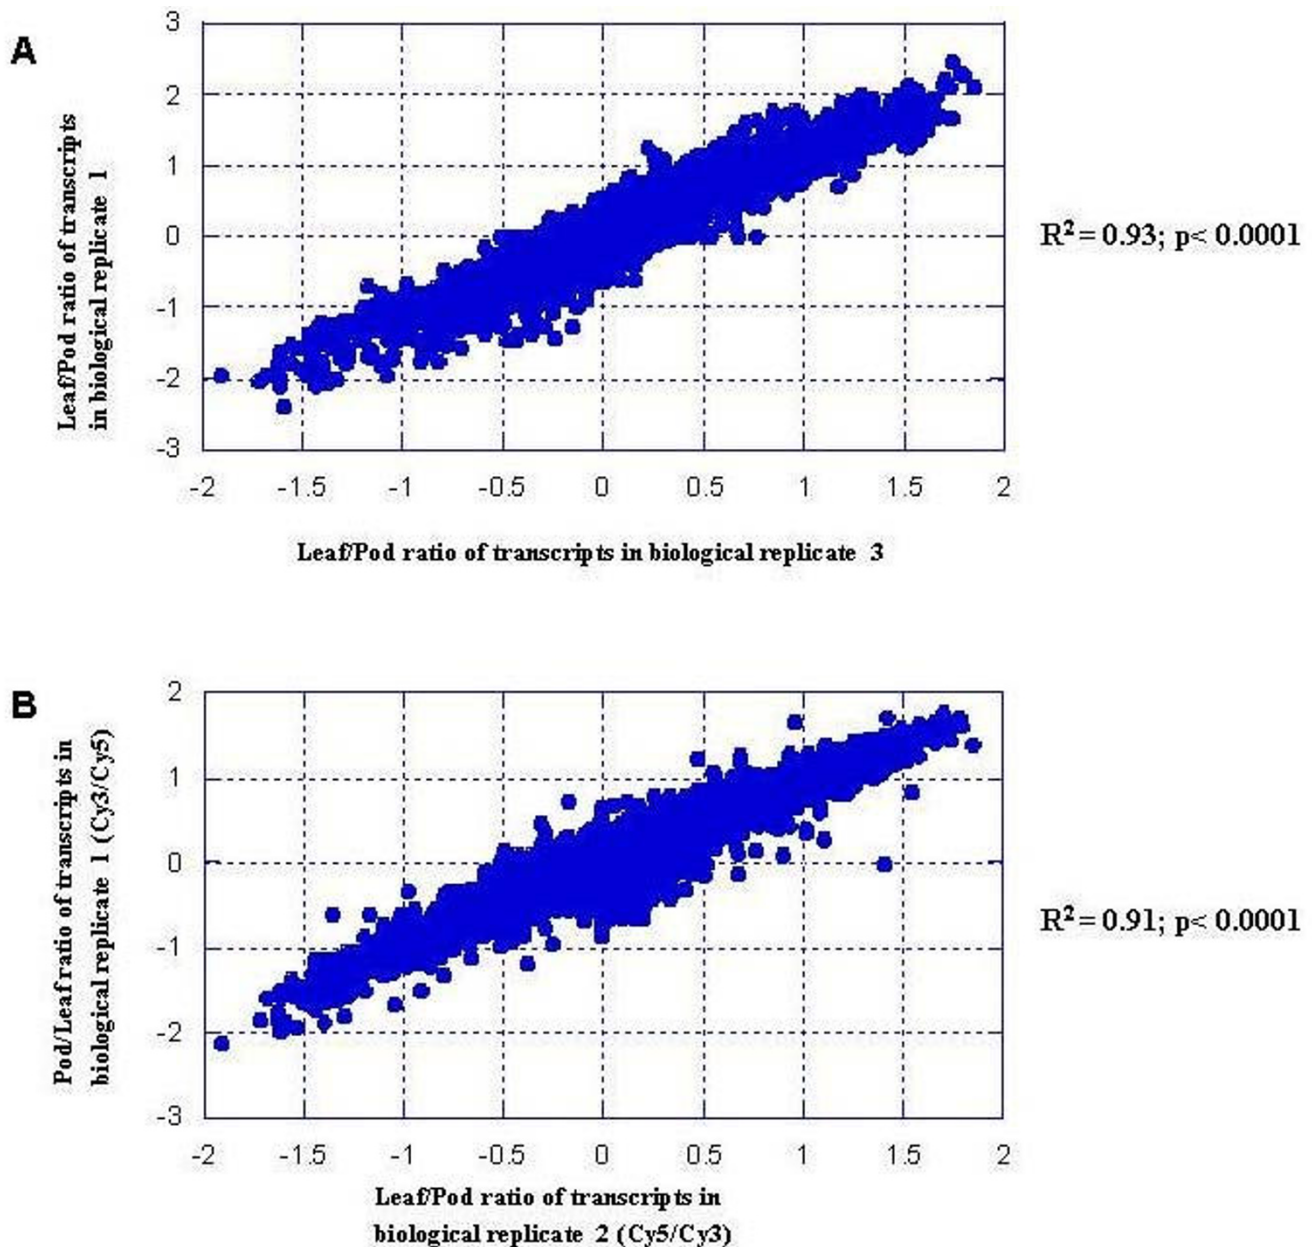 A
3
2
1
0
-1
-2
-3
Leaf/Pod ratio of transcripts
in biological replicate 1
-2 -1.5 -1 -0.5 0 0.5 1 1.5 2
Leaf/Pod ratio of transcripts in biological replicate 3
R² = 0.93; p< 0.0001
B
2
1
0
-1
-2
-3
Pod/Leaf ratio of transcripts in
biological replicate 1 (Cy3/Cy5)
-2 -1.5 -1 -0.5 0 0.5 1 1.5 2
Leaf/Pod ratio of transcripts in
biological replicate 2 (Cy5/Cy3)
R² = 0.91; p< 0.0001